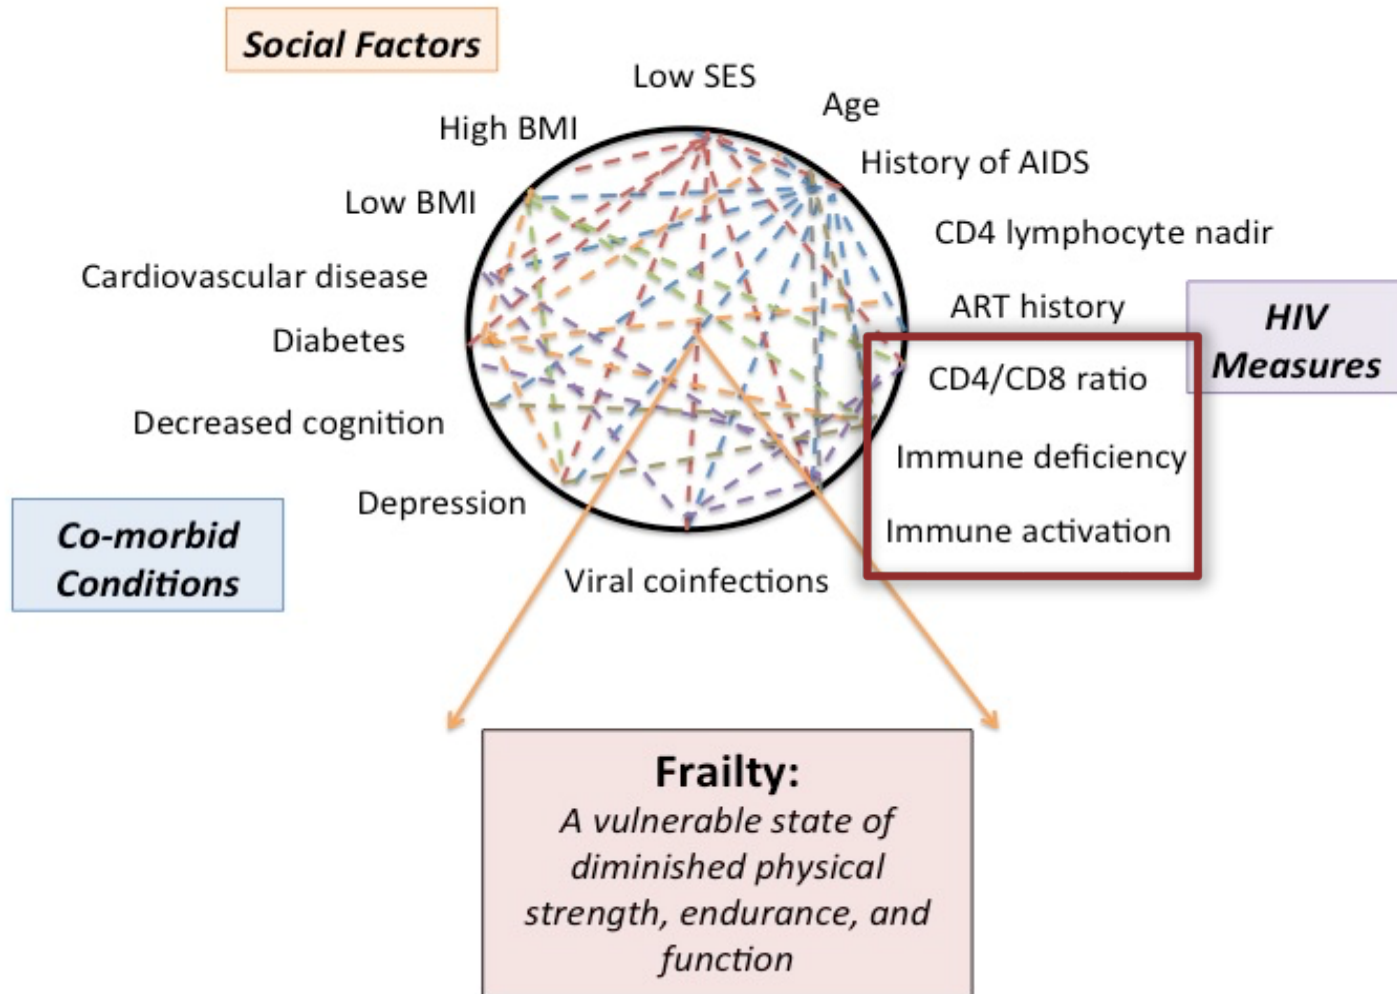 Social Factors
Low SES
Age
High BMI
History of AIDS
Low BMI
CD4 lymphocyte nadir
Cardiovascular disease
ART history
HIV
Measures
Diabetes
CD4/CD8 ratio
Decreased cognition
Immune deficiency
Depression
Immune activation
Co-morbid
Conditions
Viral coinfections
Frailty:
A vulnerable state of
diminished physical
strength, endurance, and
function